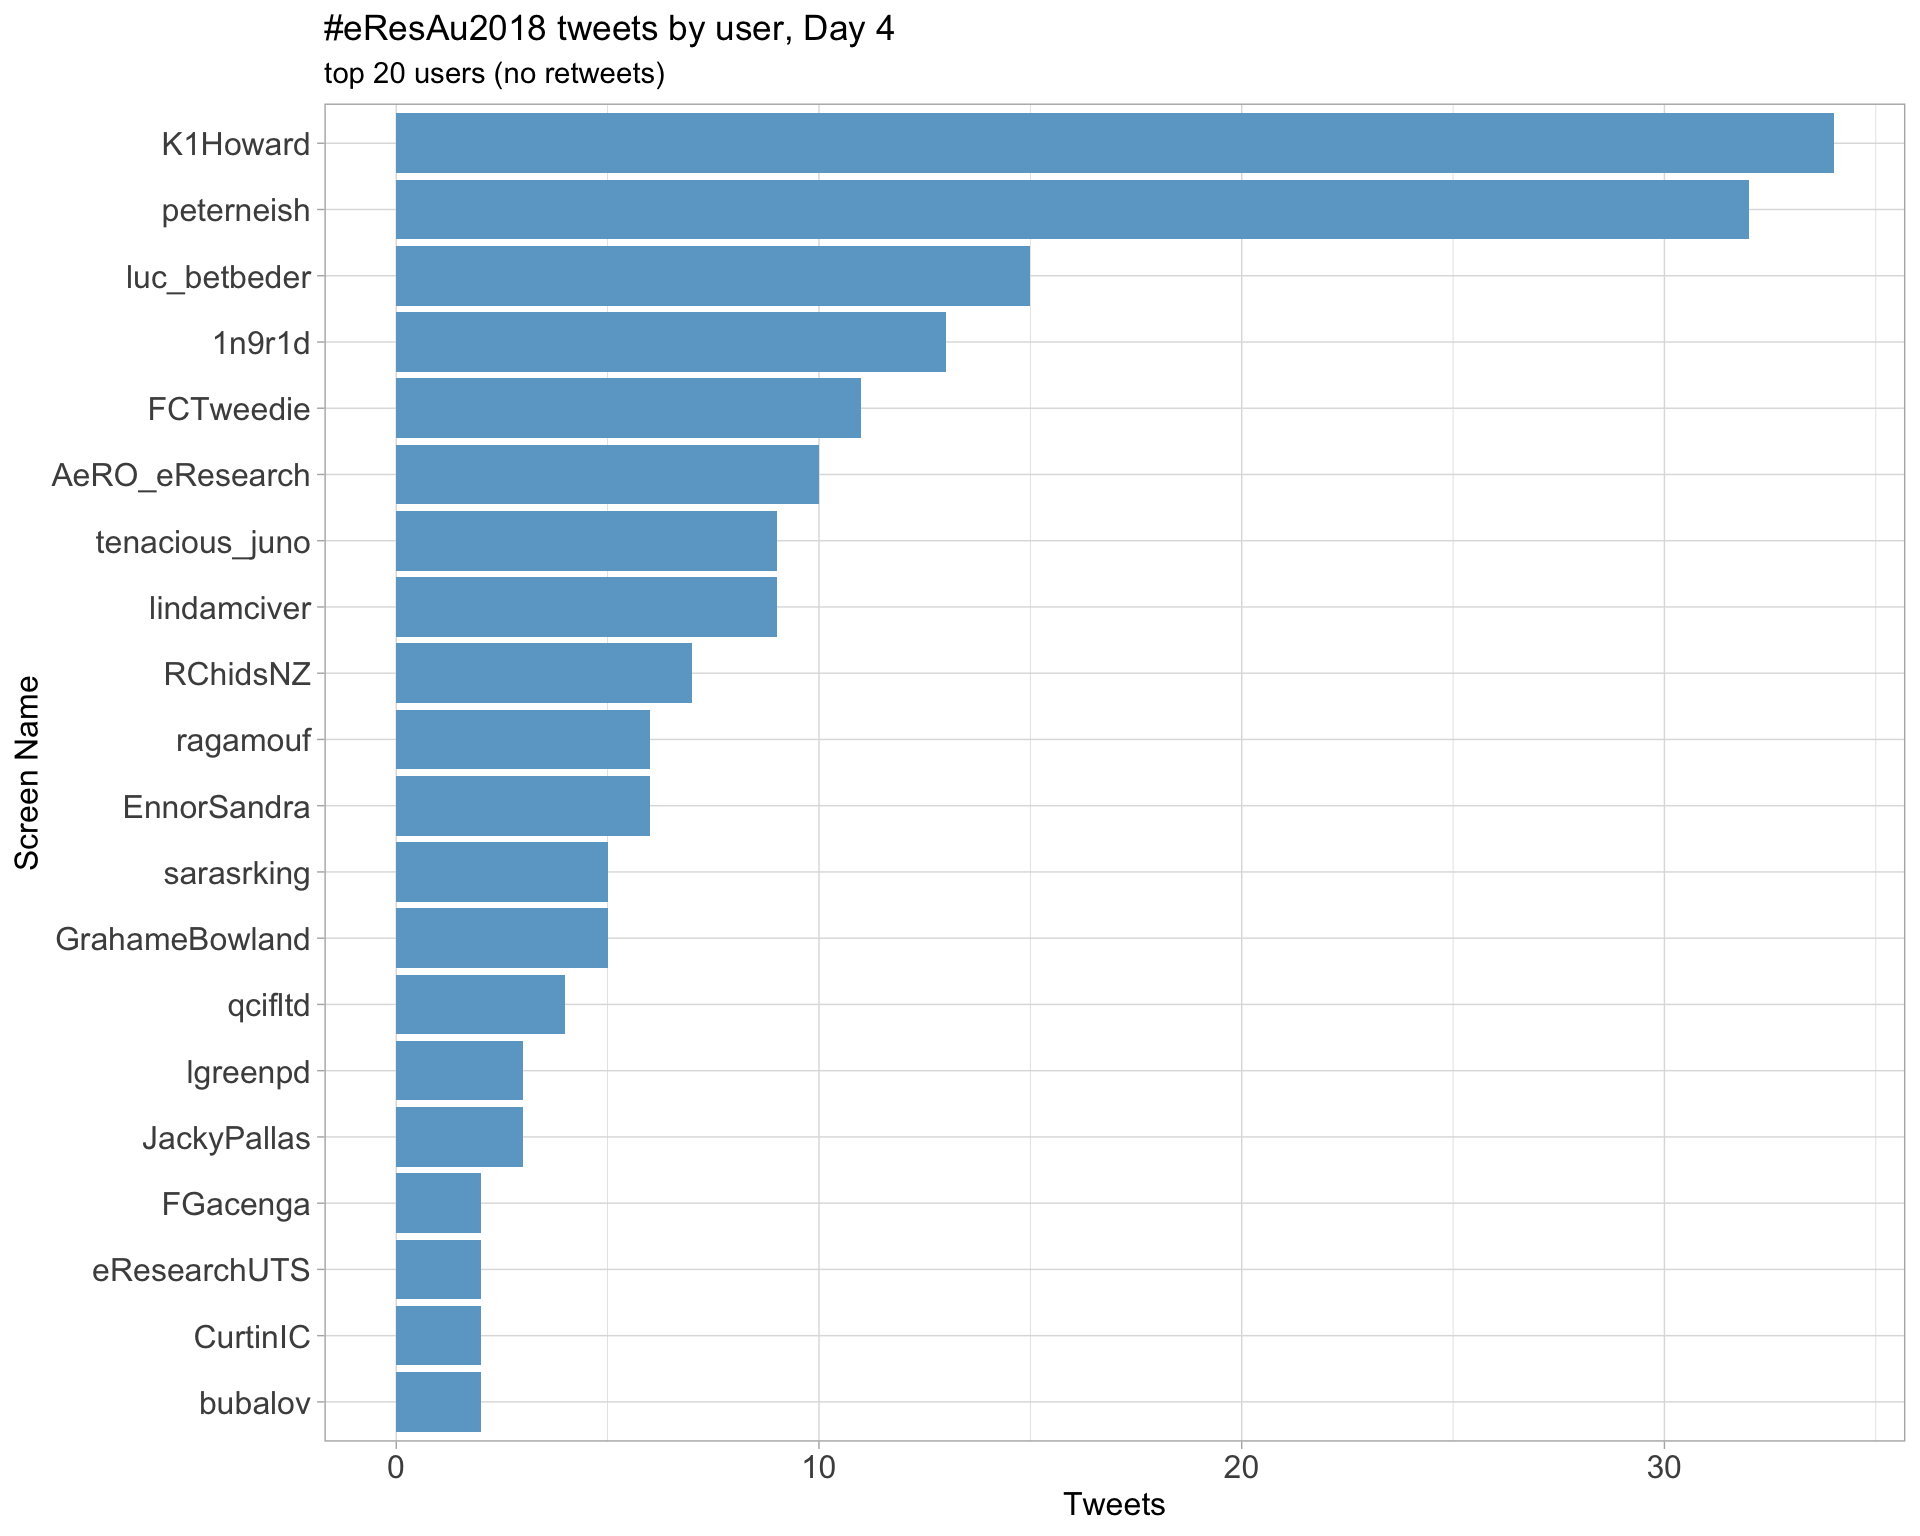 #eResAu2018 tweets by user, Day 4
top 20 users (no retweets)
Screen Name
K1Howard
peterneish
luc_betbeder
1n9r1d
FCTweedie
AeRO_eResearch
tenacious_juno
lindamciver
RChidsNZ
ragamouf
EnnorSandra
sarasrking
GrahameBowland
qcifltd
lgreenpd
JackyPallas
FGacenga
eResearchUTS
CurtinIC
bubalov
0 10 20 30
Tweets